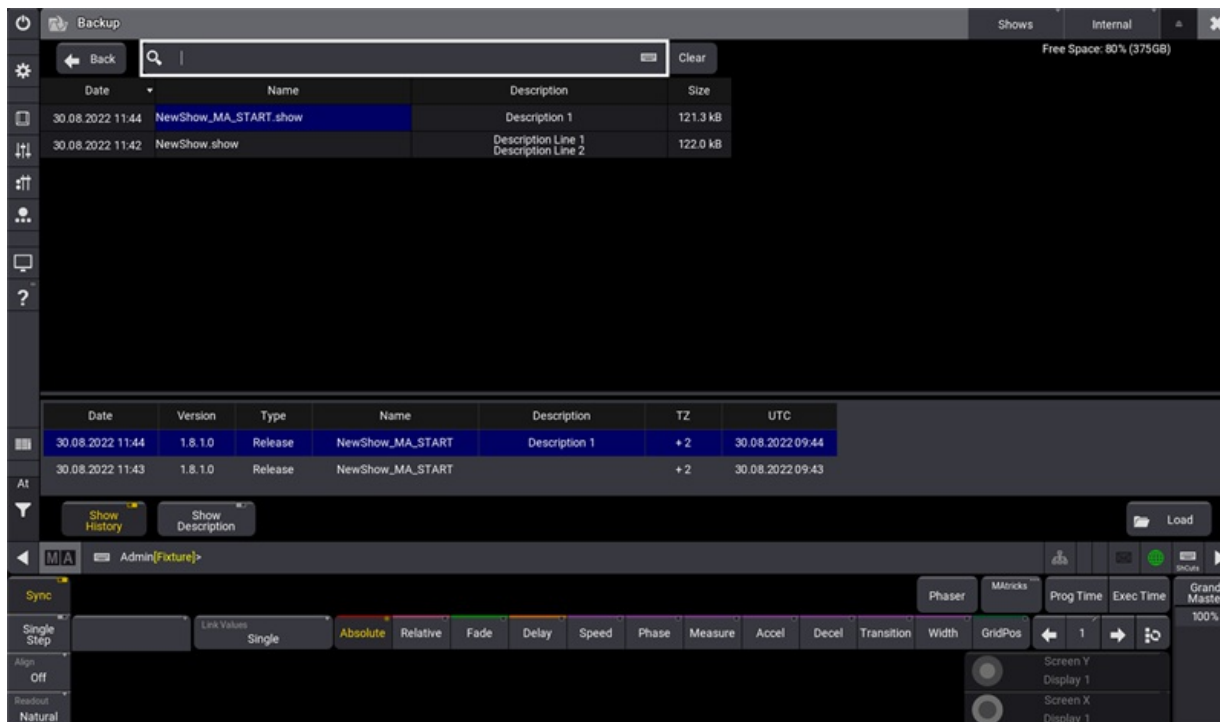 Backup Shows Internal
Free Space: 80% (375GB)
Back Clear
Date Name Description Size
30.08.2022 11:44 NewShow_MA_START.show Description 1 121.3 kB
30.08.2022 11:42 NewShow.show Description Line 1 122.0 kB
Description Line 2
?
Date Version Type Name Description TZ UTC
30.08.2022 11:44 1.8.1.0 Release NewShow_MA_START Description 1 + 2 30.08.2022 09:44
30.08.2022 11:43 1.8.1.0 Release NewShow_MA_START + 2 30.08.2022 09:43
At
Show History
Show Description
Load
MA Admin[Fixture]>
ShCuts
Sync Phaser MAtricks Prog Time Exec Time Grand Master
100%
Single Step
Link Values
Single Absolute Relative Fade Delay Speed Phase Measure Accel Decel Transition Width GridPos 1
Align
Off
Screen Y
Display 1
Readout
Natural
Screen X
Display 1